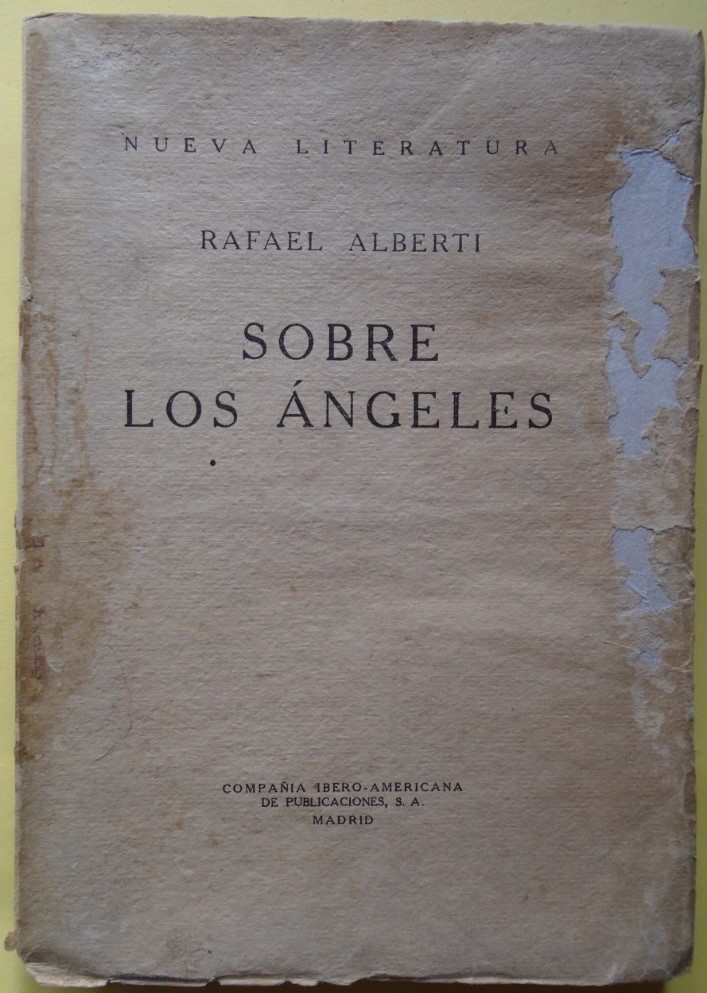 NUEVA LITERATURA
RAFAEL ALBERTI
SOBRE
LOS ÁNGELES
COMPAÑIA IBERO-AMERICANA
DE PUBLICACIONES, S. A.
MADRID